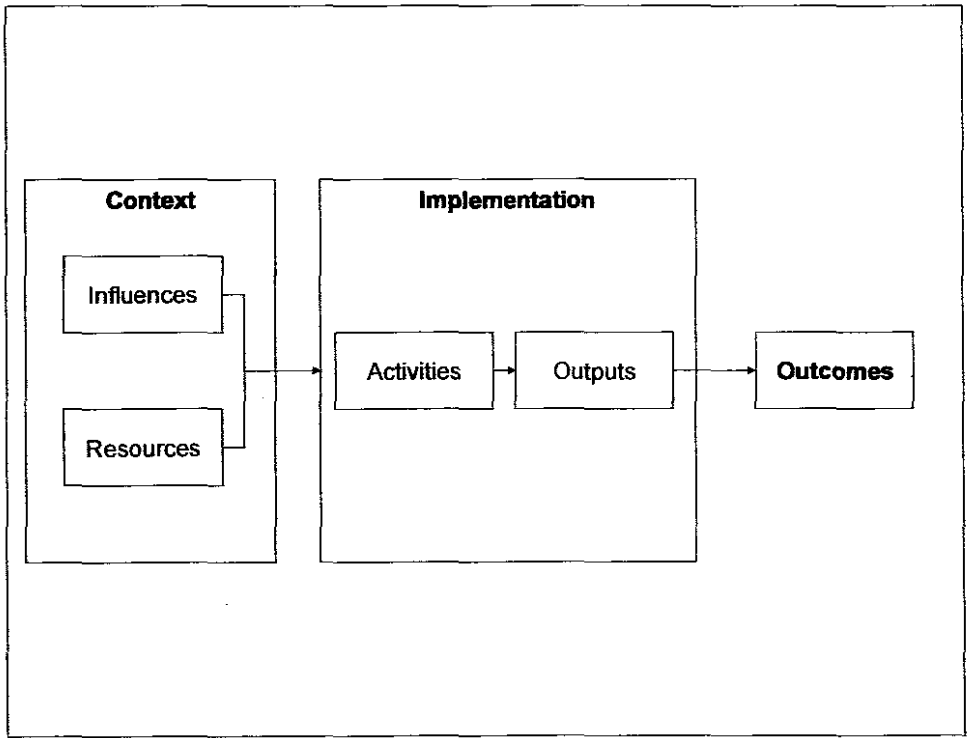 Context
Influences
Resources
Implementation
Activities
Outputs
Outcomes